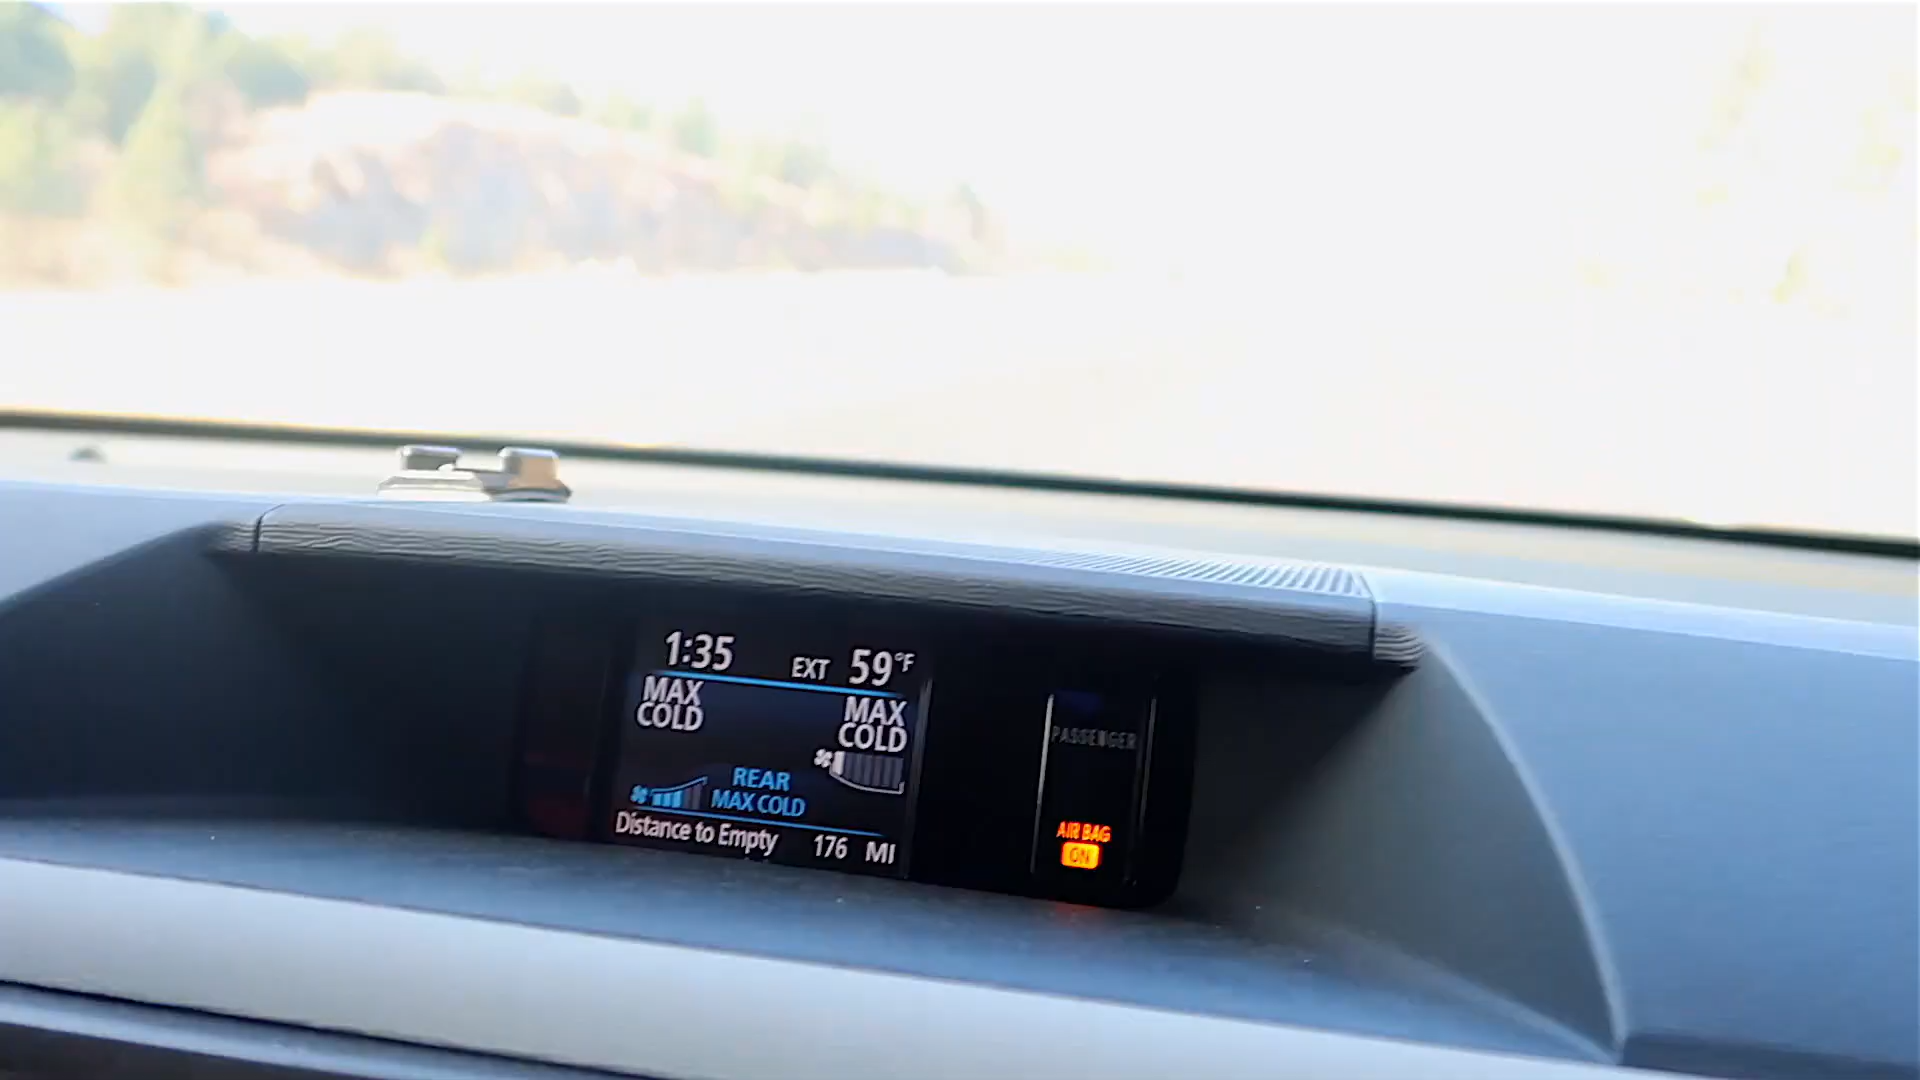 1:35 EXT 59°F
MAX
COLD
MAX
COLD
REAR
MAX COLD
Distance to Empty 176 MI
PASSENGER
AIR BAG
ON